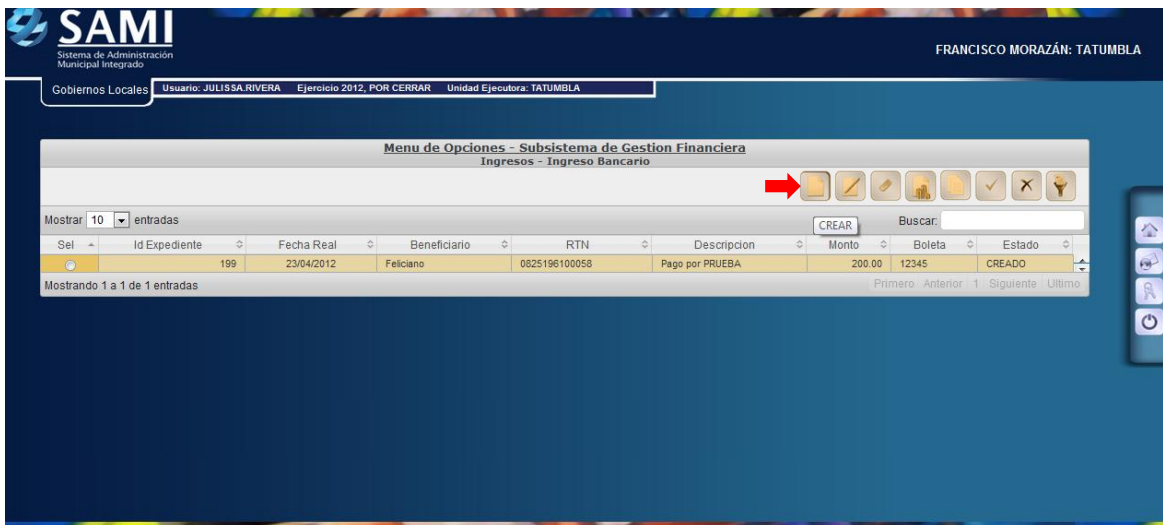 SAMI
Sistema de Administración
Municipal Integrado
FRANCISCO MORAZÁN: TATUMBLA
Gobiernos Locales Usuario: JULISSA.RIVERA Ejercicio 2012, POR CERRAR Unidad Ejecutora: TATUMBLA
Menu de Opciones - Subsistema de Gestion Financiera
Ingresos - Ingreso Bancario
CREAR
Mostrar 10 entradas Buscar:
Sel Id Expediente Fecha Real Beneficiario RTN Descripcion Monto Boleta Estado
199 23/04/2012 Feliciano 0825196100058 Pago por PRUEBA 200.00 12345 CREADO
Mostrando 1 a 1 de 1 entradas Primero Anterior 1 Siguiente Ultimo